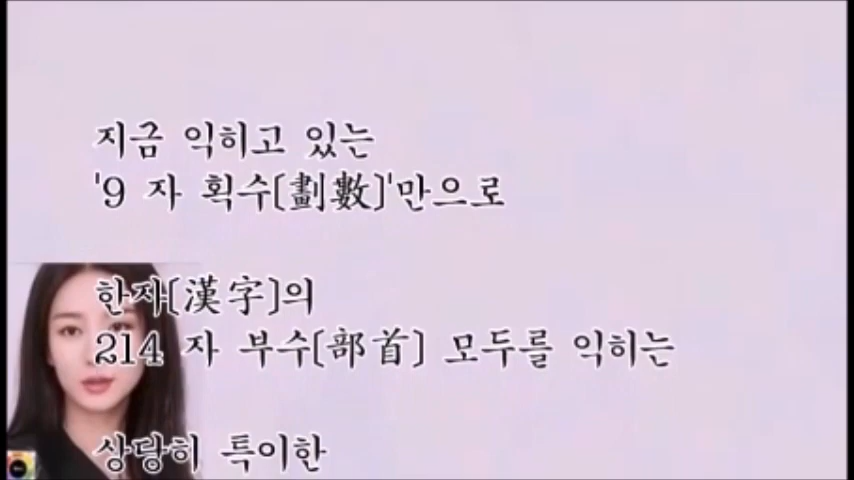 지금 익히고 있는
'9 자 획수[劃數]'만으로
한자[漢字]의
214 자 부수[部首] 모두를 익히는
상당히 특이한